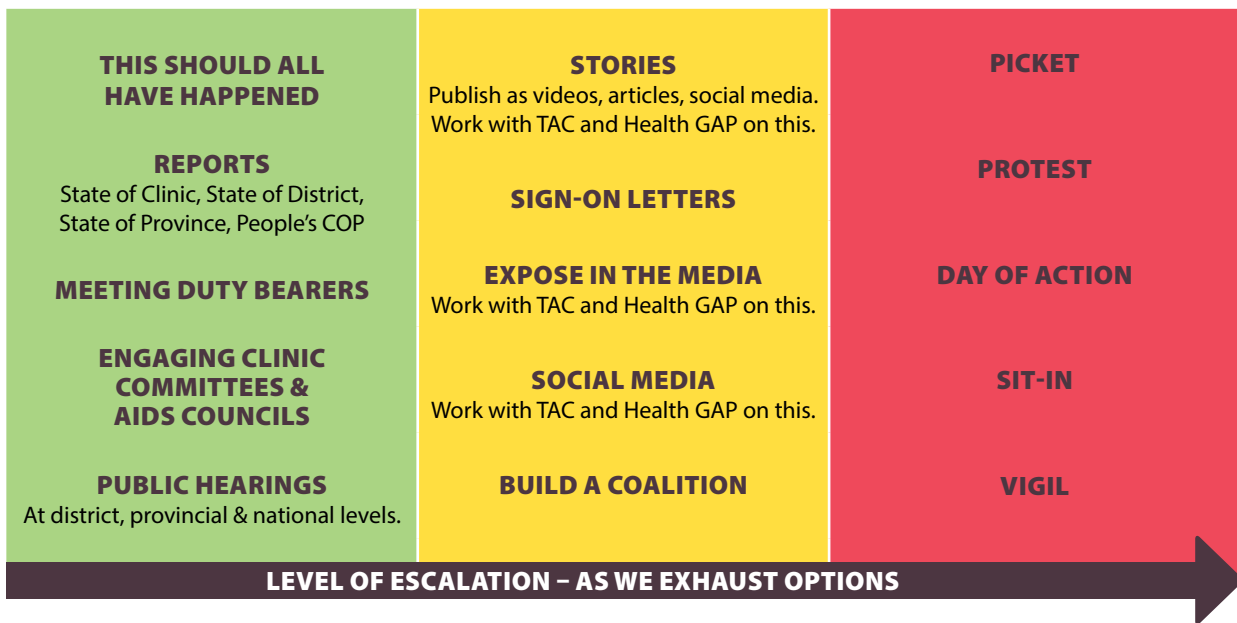 THIS SHOULD ALL
HAVE HAPPENED
REPORTS
State of Clinic, State of District,
State of Province, People’s COP
MEETING DUTY BEARERS
ENGAGING CLINIC
COMMITTEES &
AIDS COUNCILS
PUBLIC HEARINGS
At district, provincial & national levels.
STORIES
Publish as videos, articles, social media.
Work with TAC and Health GAP on this.
SIGN-ON LETTERS
EXPOSE IN THE MEDIA
Work with TAC and Health GAP on this.
SOCIAL MEDIA
Work with TAC and Health GAP on this.
BUILD A COALITION
PICKET
PROTEST
DAY OF ACTION
SIT-IN
VIGIL
LEVEL OF ESCALATION – AS WE EXHAUST OPTIONS